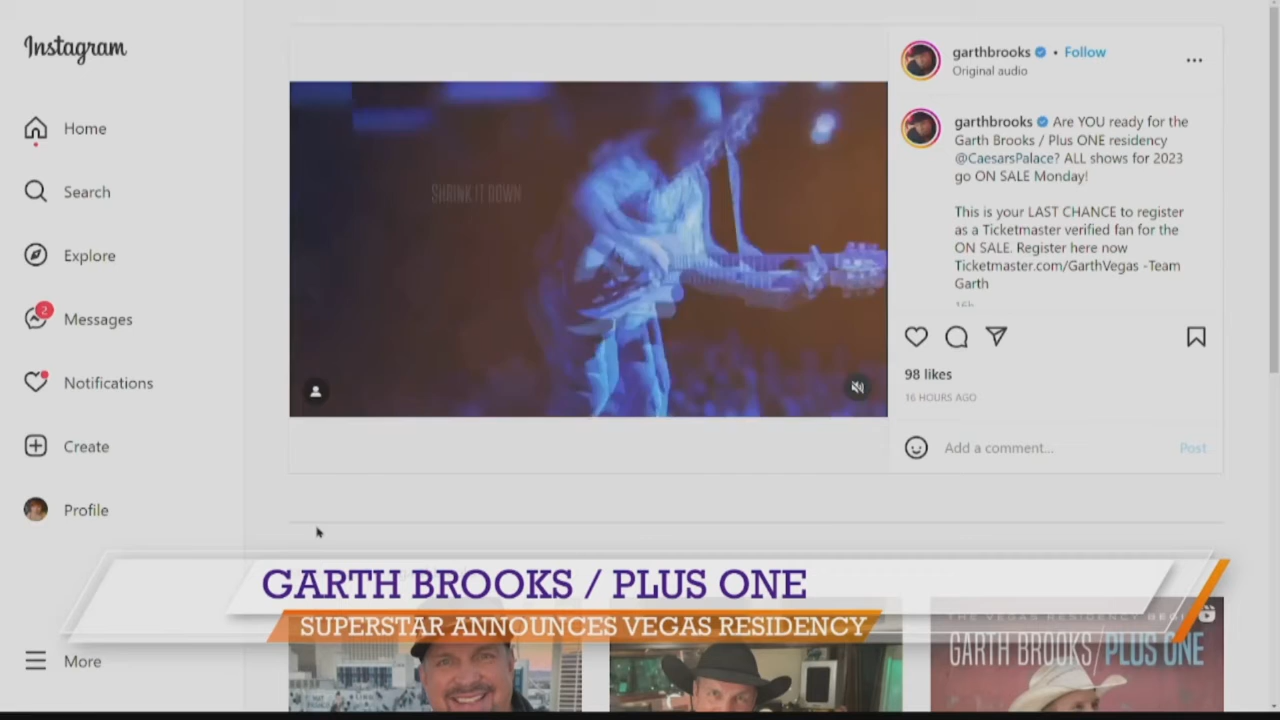 Instagram
Home
Search
Explore
2
Messages
Notifications
Create
Profile
More
SHRINK IT DOWN
garthbrooks • Follow
Original audio
garthbrooks Are YOU ready for the
Garth Brooks / Plus ONE residency
@CaesarsPalace? ALL shows for 2023
go ON SALE Monday!
This is your LAST CHANCE to register
as a Ticketmaster verified fan for the
ON SALE. Register here now
Ticketmaster.com/GarthVegas -Team
Garth
98 likes
16 HOURS AGO
Add a comment...
Post
GARTH BROOKS / PLUS ONE
SUPERSTAR ANNOUNCES VEGAS RESIDENCY
THE VEGAS RESIDENCY
GARTH BROOKS/PLUS ONE